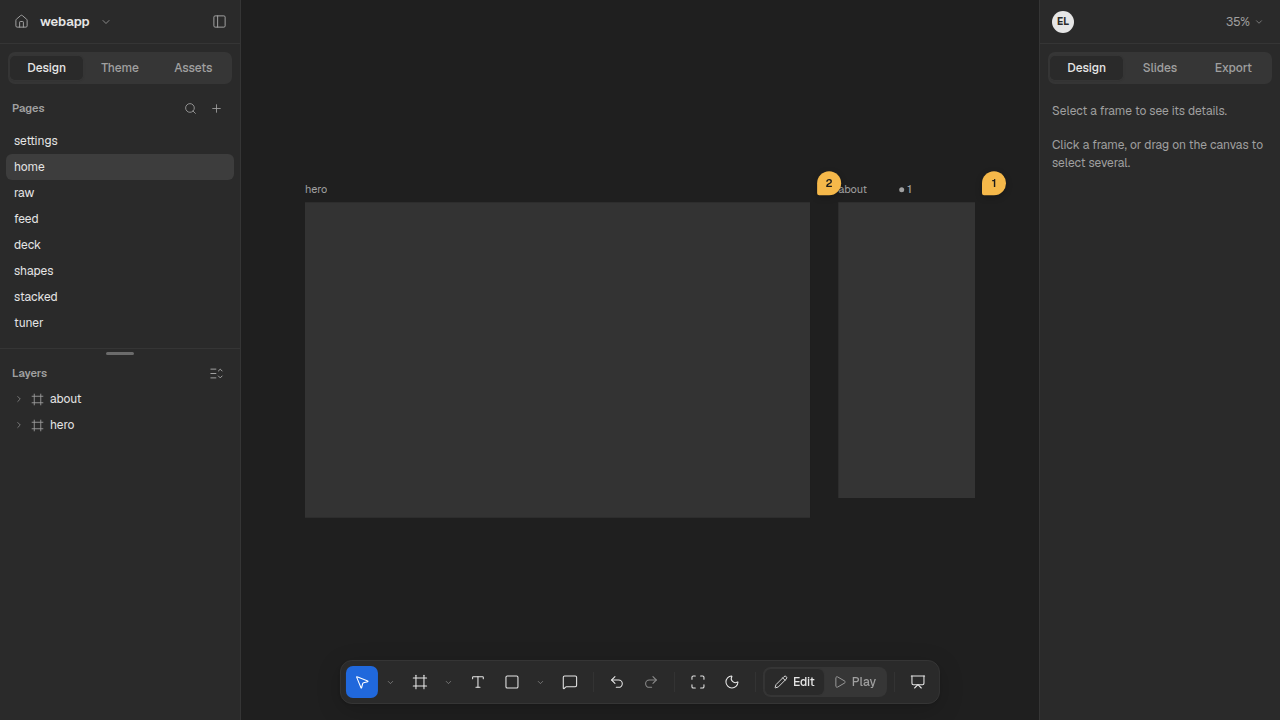 webapp
Design
Theme
Assets
Pages
settings
home
raw
feed
deck
shapes
stacked
tuner
Layers
about
hero
hero
2
about
1
1
Edit
Play
EL
35%
Design
Slides
Export
Select a frame to see its details.
Click a frame, or drag on the canvas to
select several.